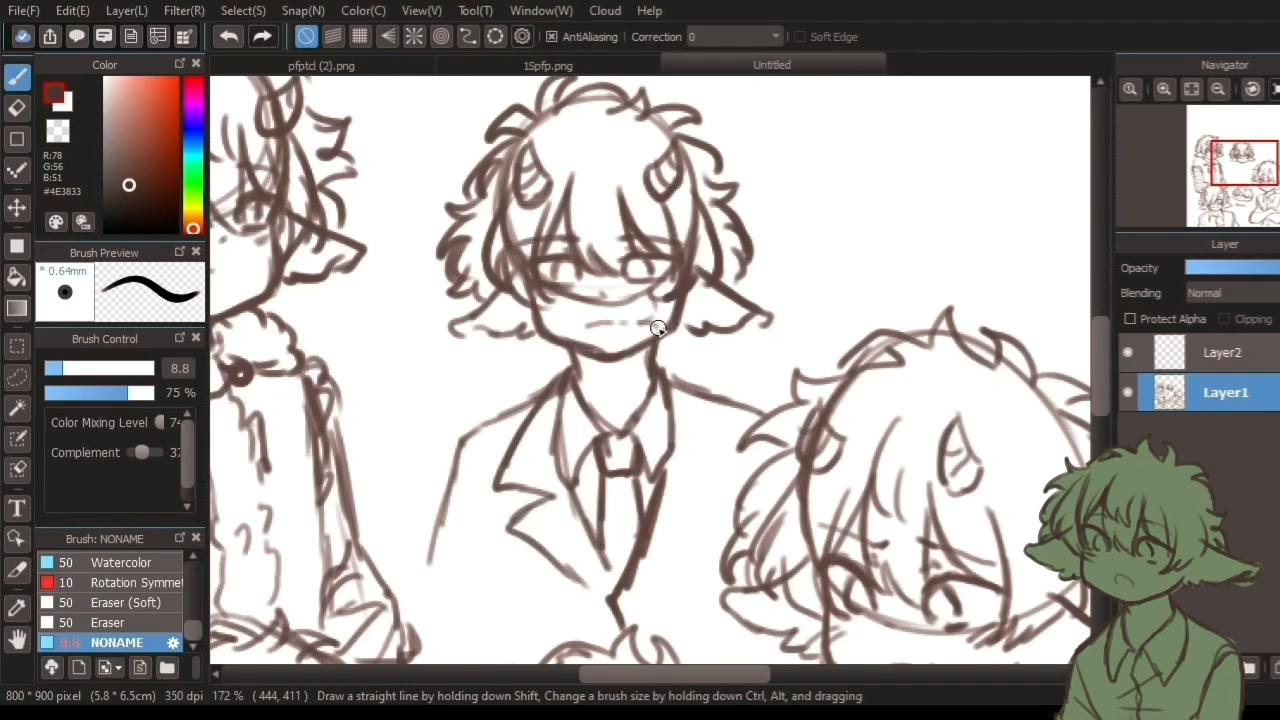 File(F) Edit(E) Layer(L) Filter(R) Select(S) Snap(N) Color(C) View(V) Tool(T) Window(W) Cloud Help
AntiAliasing Correction 0 Soft Edge
Color
R:78
G:56
B:51
#4E3833
Brush Preview
* 0.64mm
Brush Control
8.8
75 %
Color Mixing Level 74
Complement 37
Brush: NONAME
50 Watercolor
10 Rotation Symmet
50 Eraser (Soft)
50 Eraser
8.8 NONAME
pfptcl (2).png 1Spfp.png Untitled
Navigator
Layer
Opacity
Blending Normal
Protect Alpha Clipping
Layer2
Layer1
800 * 900 pixel (5.8 * 6.5cm) 350 dpi 172 % ( 444, 411 ) Draw a straight line by holding down Shift, Change a brush size by holding down Ctrl, Alt, and dragging